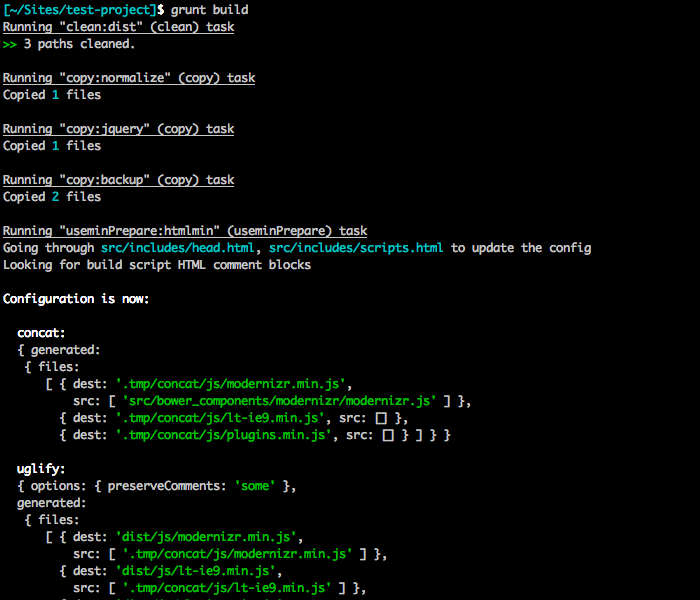 [~/Sites/test-project]$ grunt build
Running "clean:dist" (clean) task
>> 3 paths cleaned.
Running "copy:normalize" (copy) task
Copied 1 files
Running "copy:jquery" (copy) task
Copied 1 files
Running "copy:backup" (copy) task
Copied 2 files
Running "useminPrepare:htmlmin" (useminPrepare) task
Going through src/includes/head.html, src/includes/scripts.html to update the config
Looking for build script HTML comment blocks
Configuration is now:
concat:
{ generated:
{ files:
[ { dest: '.tmp/concat/js/modernizr.min.js',
src: [ 'src/bower_components/modernizr/modernizr.js' ] },
{ dest: '.tmp/concat/js/lt-ie9.min.js', src: [] },
{ dest: '.tmp/concat/js/plugins.min.js', src: [] } ] } }
uglify:
{ options: { preserveComments: 'some' },
generated:
{ files:
[ { dest: 'dist/js/modernizr.min.js',
src: [ '.tmp/concat/js/modernizr.min.js' ] },
{ dest: 'dist/js/lt-ie9.min.js',
src: [ '.tmp/concat/js/lt-ie9.min.js' ] },